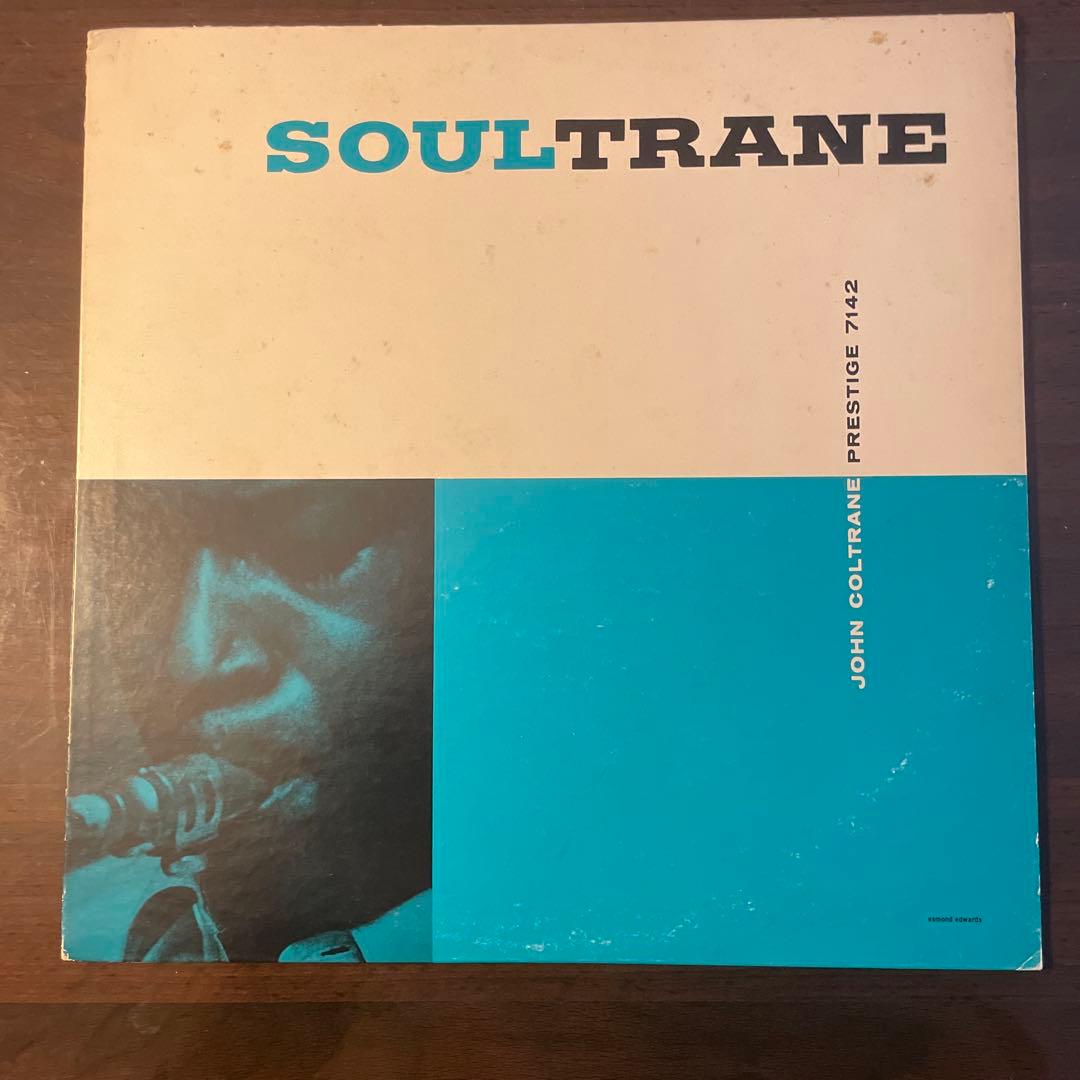 SOULTRANE
JOHN COLTRANE PRESTIGE 7142
esmond edwards